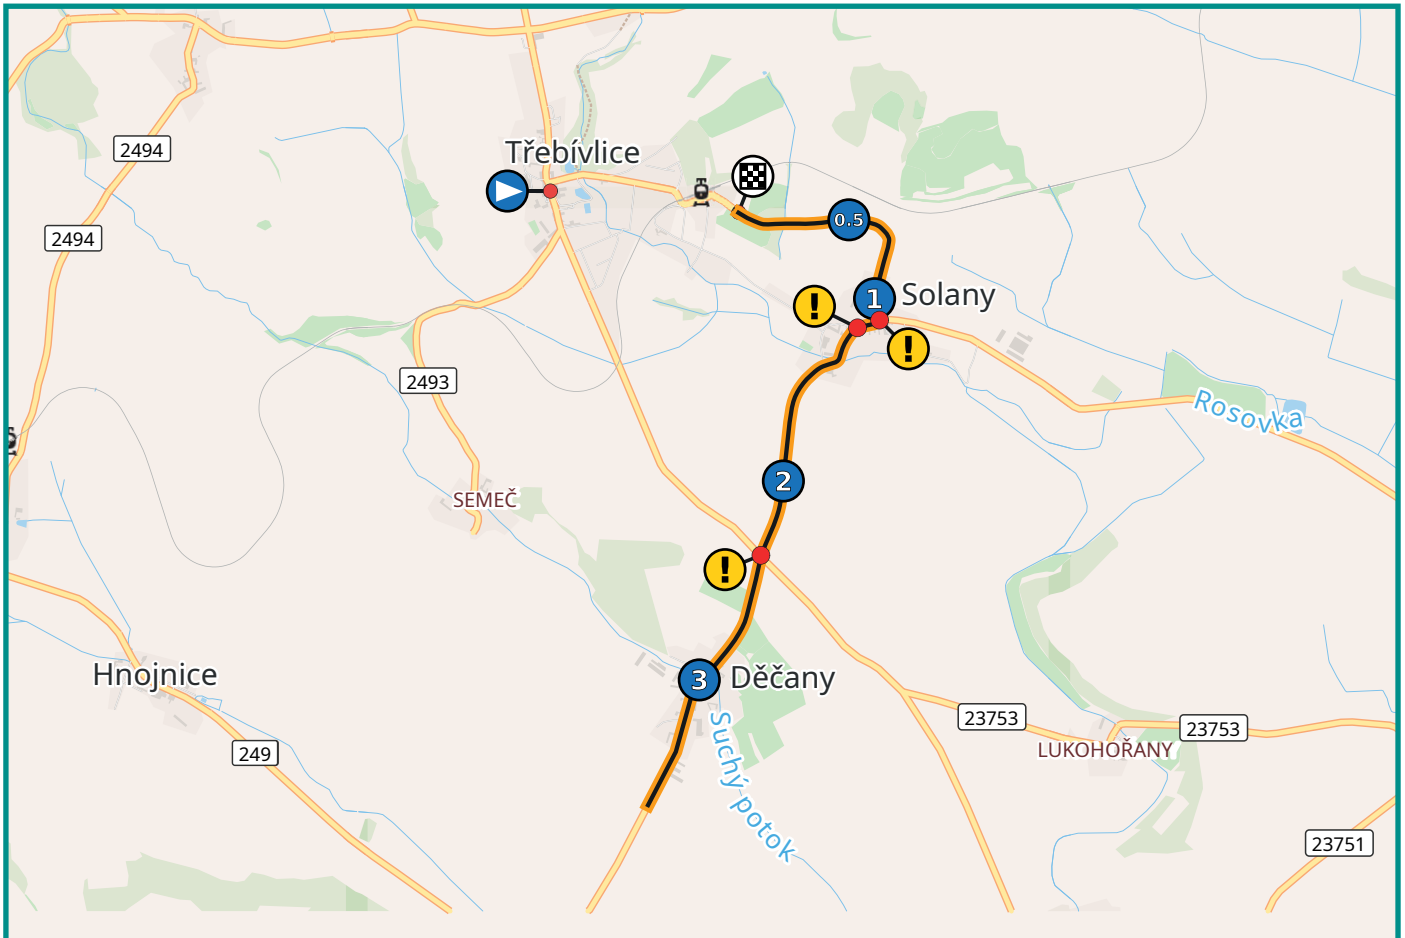 2494
Třebívlice
2494
0.5
!
1
Solany
!
2493
Rosovka
2
SEMEČ
!
Hnojnice
3
Děčany
23753
23753
Suchý potok
249
LUKOHOŘANY
23751